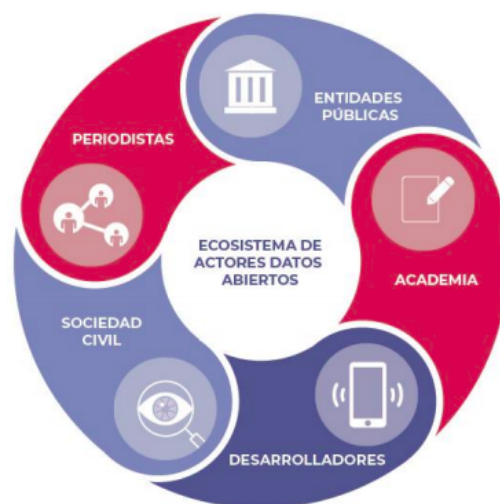 ENTIDADES
PÚBLICAS
PERIODISTAS
ECOSISTEMA DE
ACTORES DATOS
ABIERTOS
ACADEMIA
SOCIEDAD
CIVIL
DESARROLLADORES